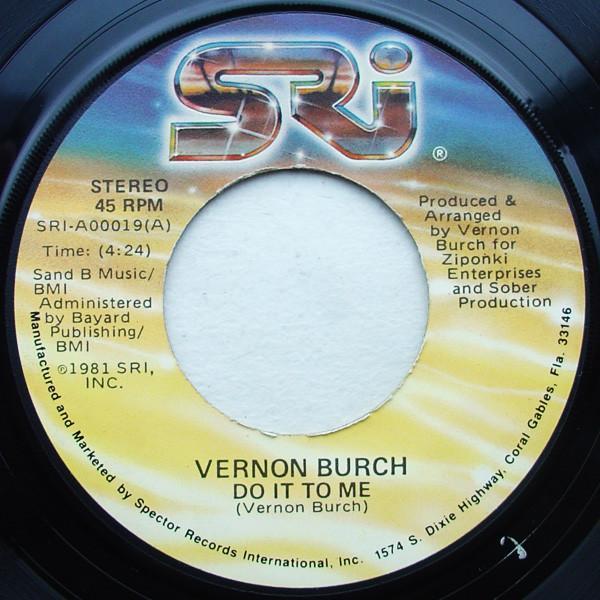 SRI
®
STEREO
45 RPM
SRI-A00019(A)
Time: (4:24)
Sand B Music/
BMI
Administered
by Bayard
Publishing/
BMI
℗1981 SRI,
INC.
Produced &
Arranged
by Vernon
Burch for
Ziponki
Enterprises
and Sober
Production
VERNON BURCH
DO IT TO ME
(Vernon Burch)
Manufactured and Marketed by Spector Records International, Inc. 1574 S. Dixie Highway, Coral Gables, Fla. 33146